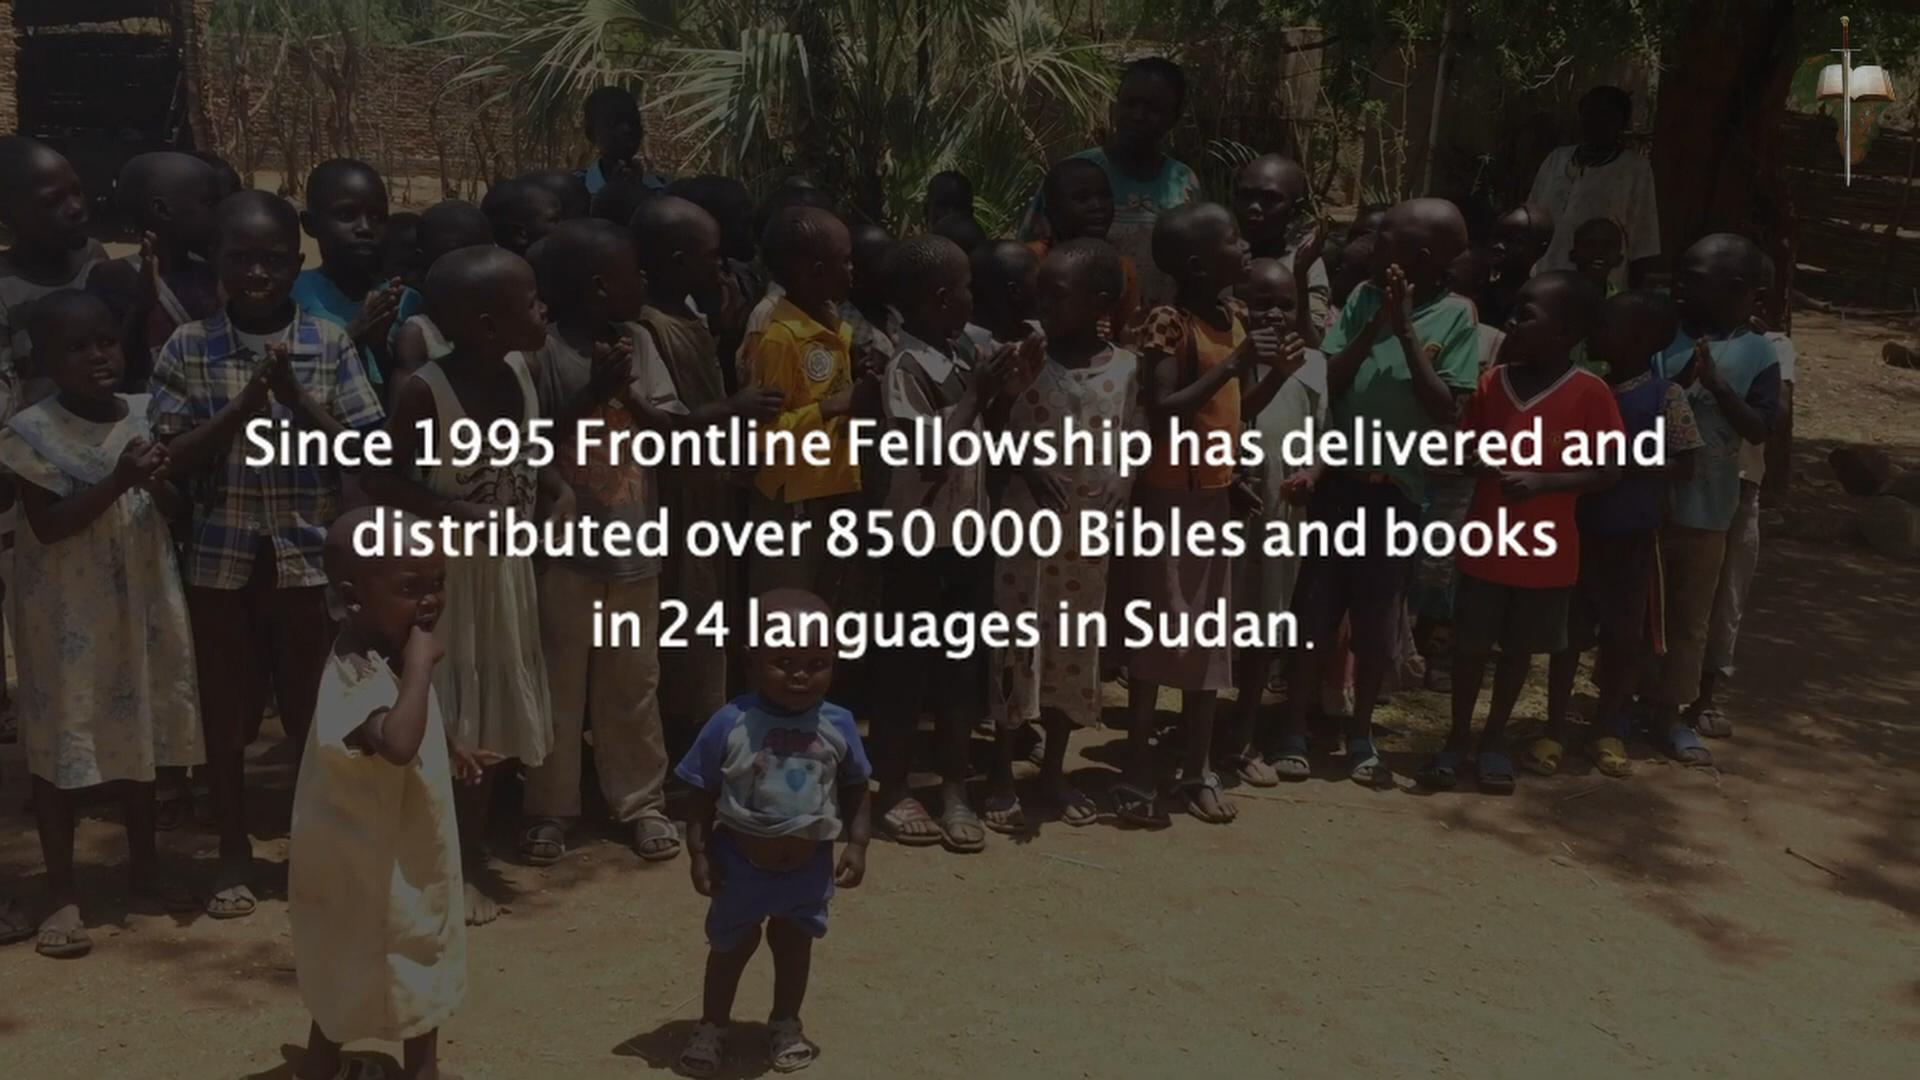 Since 1995 Frontline Fellowship has delivered and
distributed over 850 000 Bibles and books
in 24 languages in Sudan.